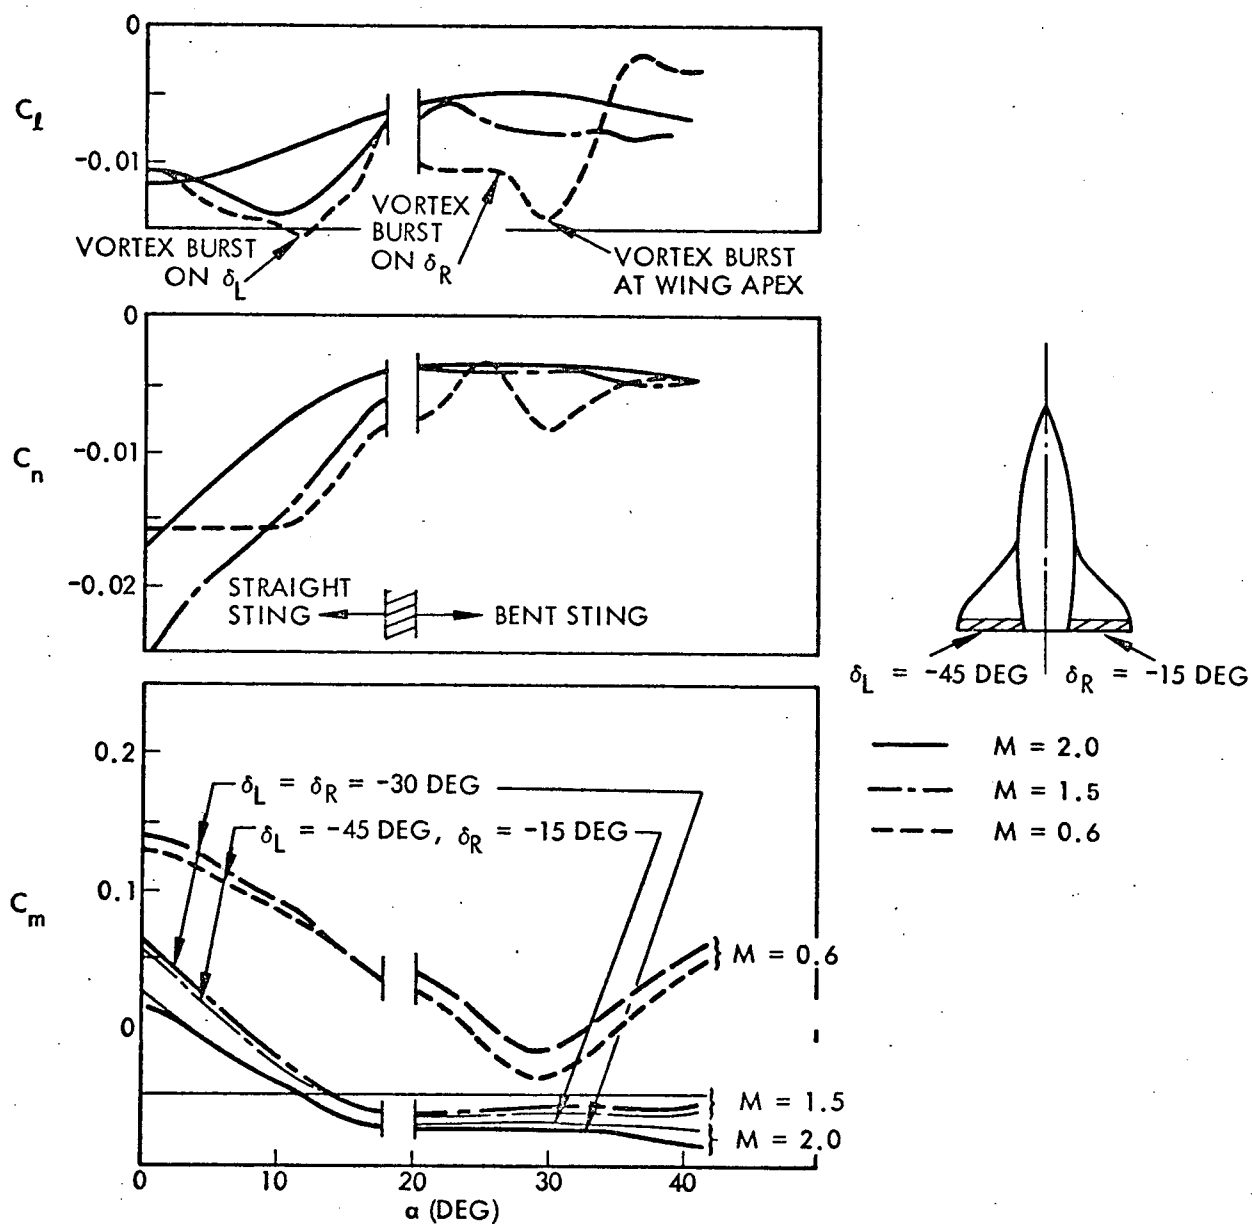 0
C_l
-0.01
VORTEX BURST
ON δ_L
VORTEX
BURST
ON δ_R
VORTEX BURST
AT WING APEX
0
C_n
-0.01
-0.02
STRAIGHT
STING
BENT STING
δ_L = -45 DEG
δ_R = -15 DEG
M = 2.0
M = 1.5
M = 0.6
0.2
δ_L = δ_R = -30 DEG
δ_L = -45 DEG, δ_R = -15 DEG
0.1
C_m
M = 0.6
0
M = 1.5
M = 2.0
0
10
20
30
40
α (DEG)